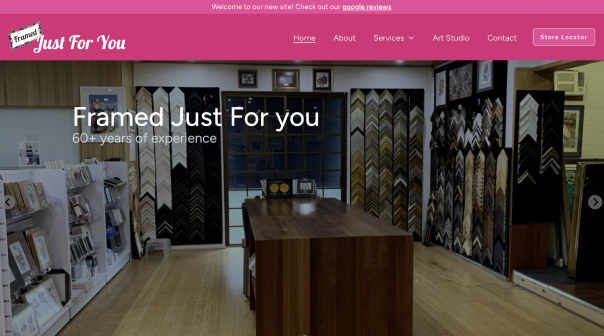 Welcome to our new site! Check out our google reviews
Framed
Just For You
Home About Services Art Studio Contact Store Locator
Framed Just For you
60+ years of experience